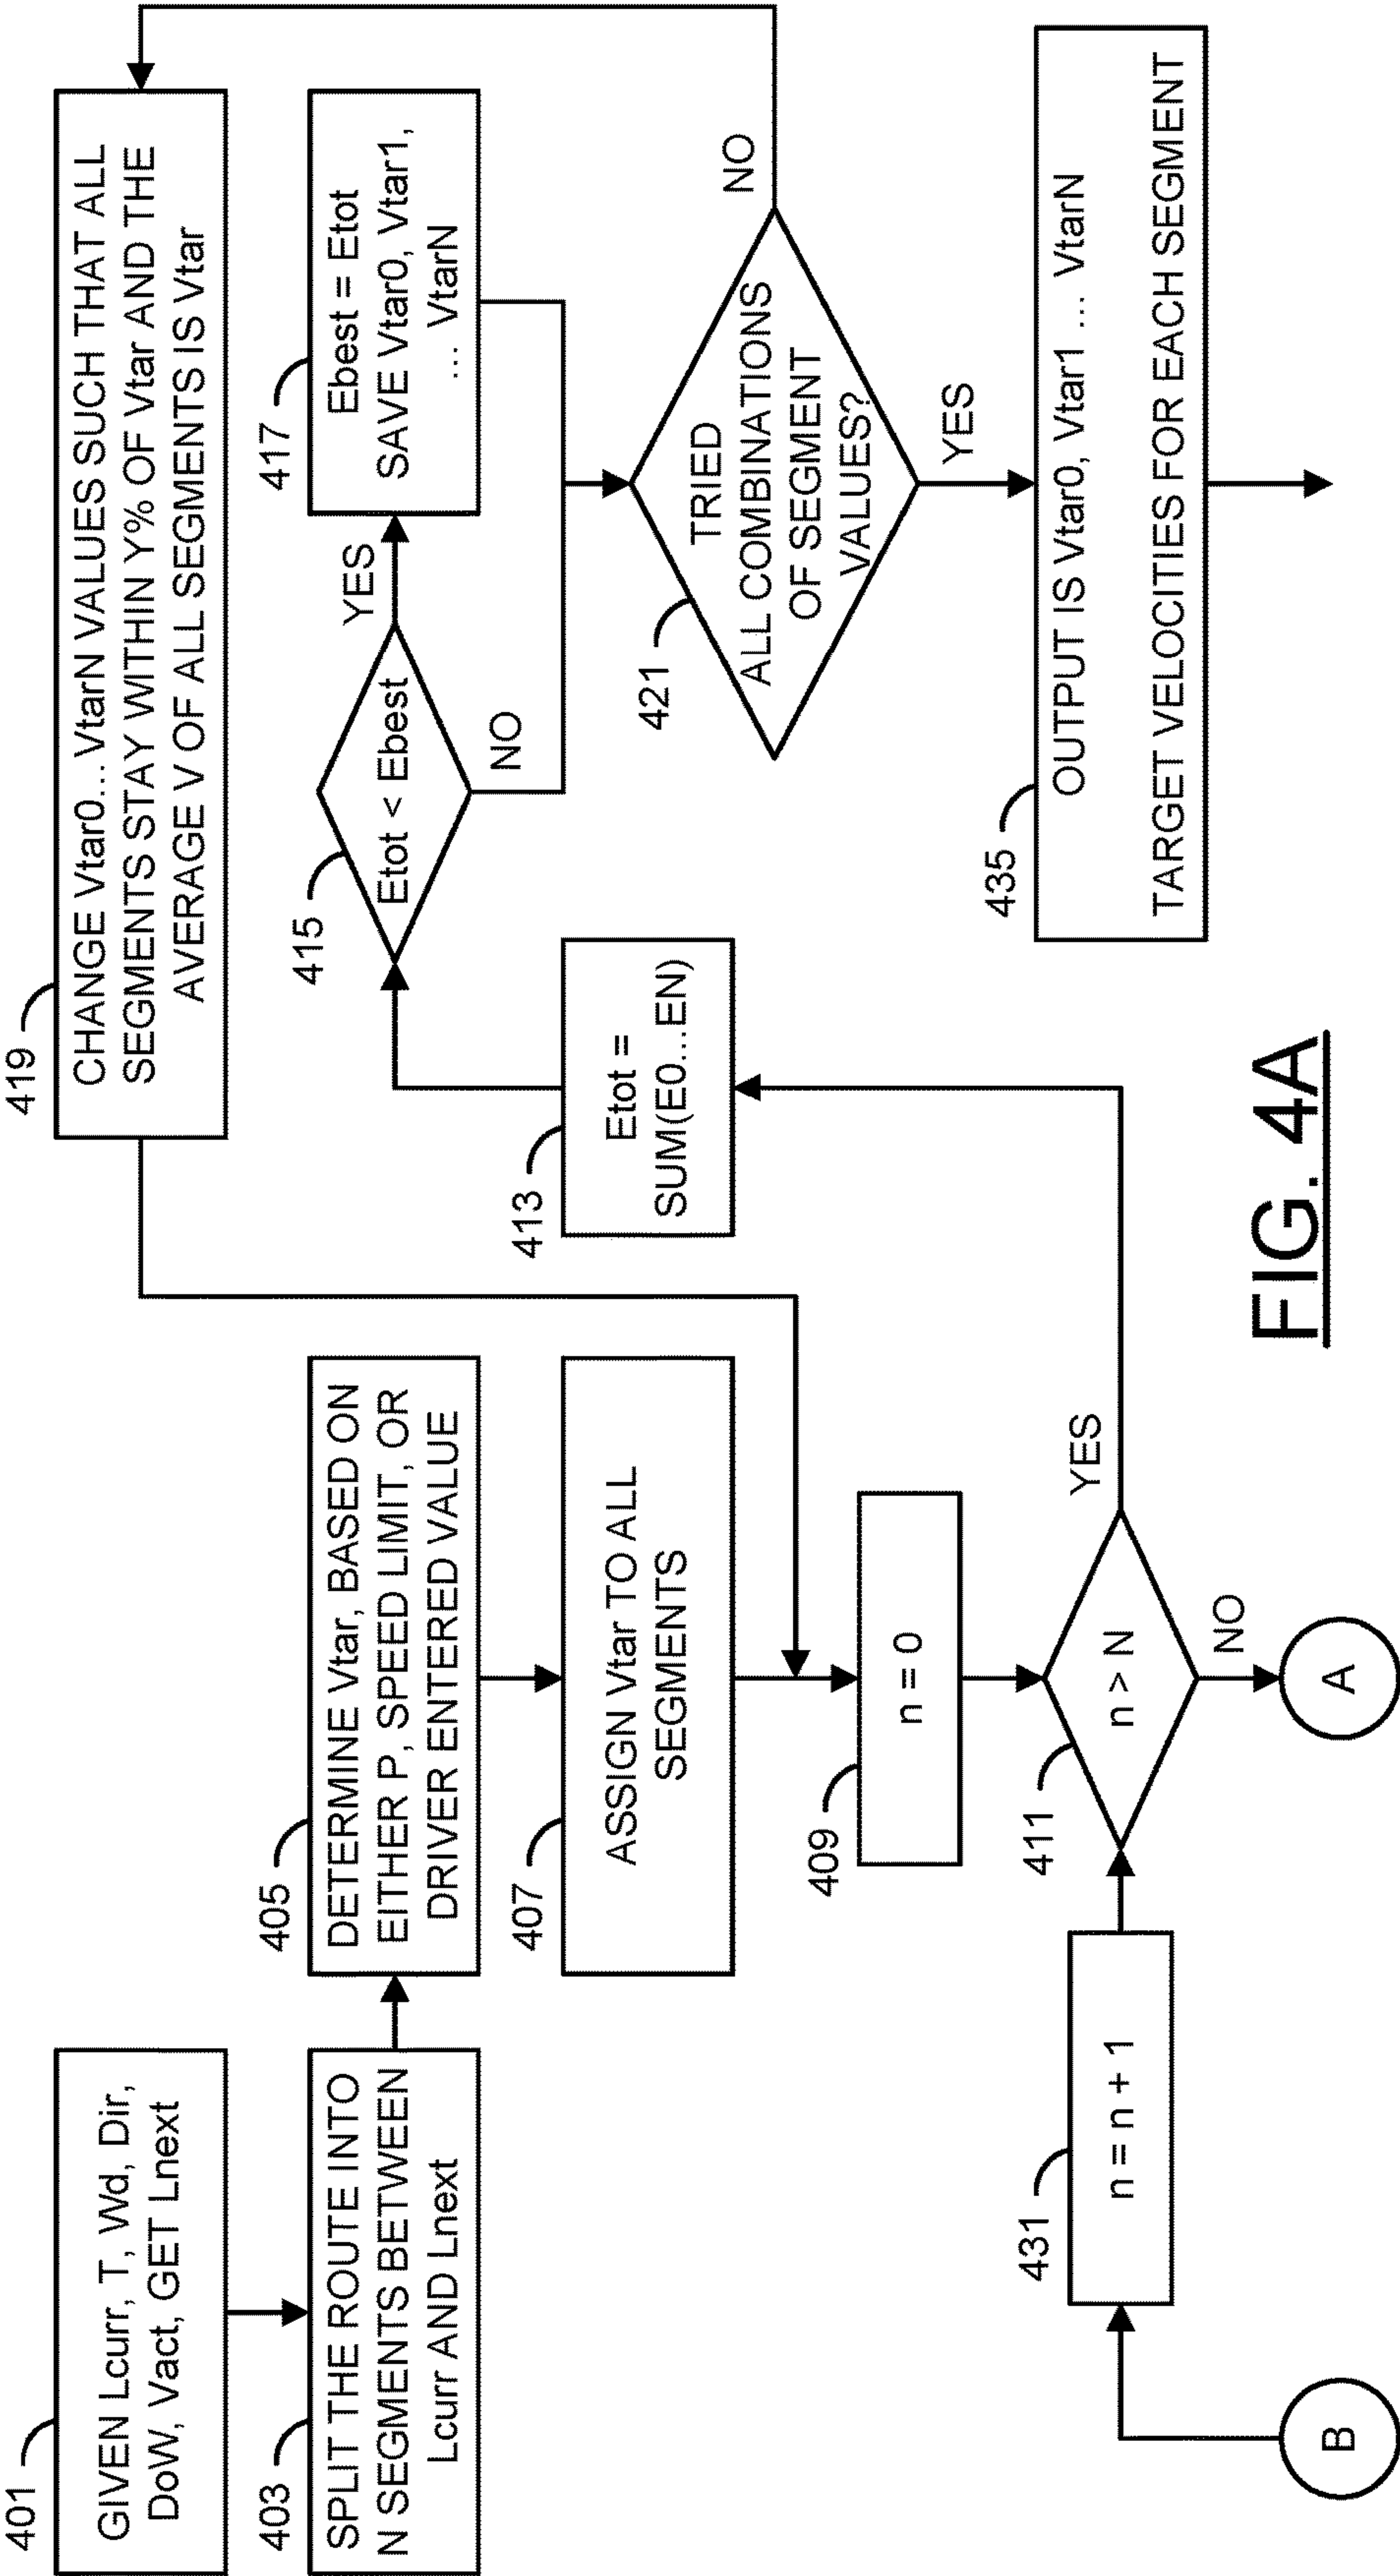 401
GIVEN Lcurr, T, Wd, Dir,
DoW, Vact, GET Lnext
403
SPLIT THE ROUTE INTO
N SEGMENTS BETWEEN
Lcurr AND Lnext
405
DETERMINE Vtar, BASED ON
EITHER P, SPEED LIMIT, OR
DRIVER ENTERED VALUE
407
ASSIGN Vtar TO ALL
SEGMENTS
409
n = 0
411
n > N
YES
NO
A
B
431
n = n + 1
413
Etot =
SUM(E0...EN)
415
Etot < Ebest
YES
NO
417
Ebest = Etot
SAVE Vtar0, Vtar1,
... VtarN
419
CHANGE Vtar0... VtarN VALUES SUCH THAT ALL
SEGMENTS STAY WITHIN Y% OF Vtar AND THE
AVERAGE V OF ALL SEGMENTS IS Vtar
421
TRIED
ALL COMBINATIONS
OF SEGMENT
VALUES?
NO
YES
435
OUTPUT IS Vtar0, Vtar1 ... VtarN
TARGET VELOCITIES FOR EACH SEGMENT
FIG. 4A